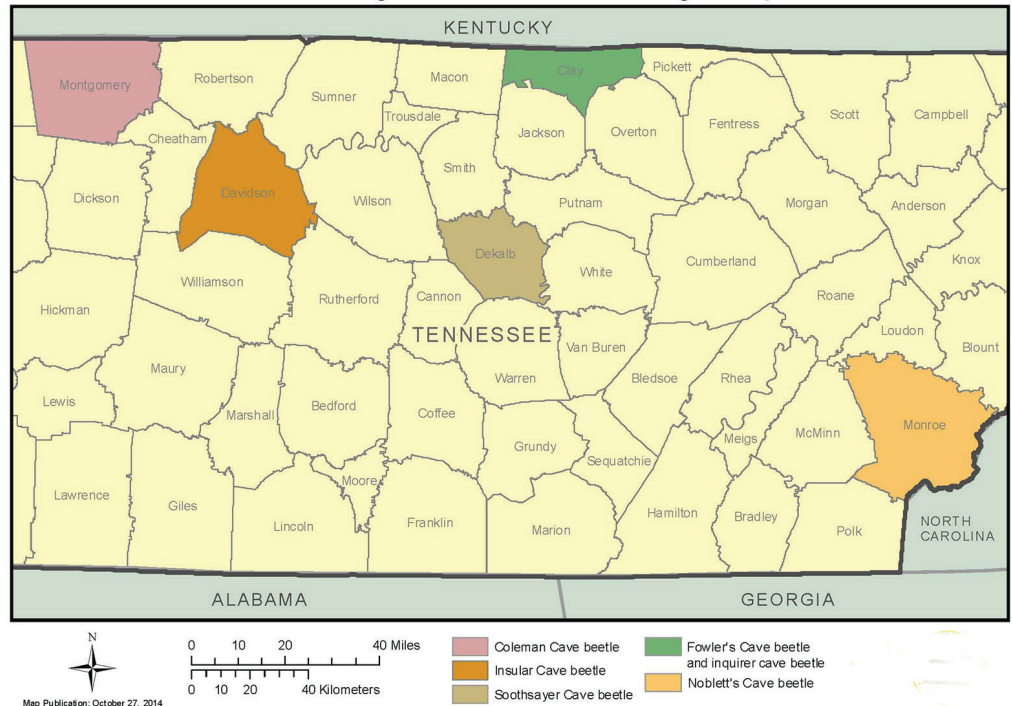 KENTUCKY
Montgomery
Robertson
Sumner
Macon
Clay
Pickett
Trousdale
Cheatham
Jackson
Overton
Fentress
Scott
Campbell
Dickson
Davidson
Wilson
Smith
Putnam
Morgan
Anderson
Dekalb
White
Cumberland
Knox
Williamson
Hickman
Rutherford
Cannon
Roane
TENNESSEE
Loudon
Van Buren
Blount
Maury
Warren
Bledsoe
Rhea
Lewis
Marshall
Bedford
Coffee
Meigs
McMinn
Monroe
Grundy
Sequatchie
Moore
Lawrence
Giles
Lincoln
Franklin
Marion
Hamilton
Bradley
Polk
NORTH
CAROLINA
ALABAMA
GEORGIA
N
0 10 20 40 Miles
0 10 20 40 Kilometers
Map Publication: October 27, 2014
Coleman Cave beetle
Insular Cave beetle
Soothsayer Cave beetle
Fowler's Cave beetle
and inquirer cave beetle
Noblett's Cave beetle